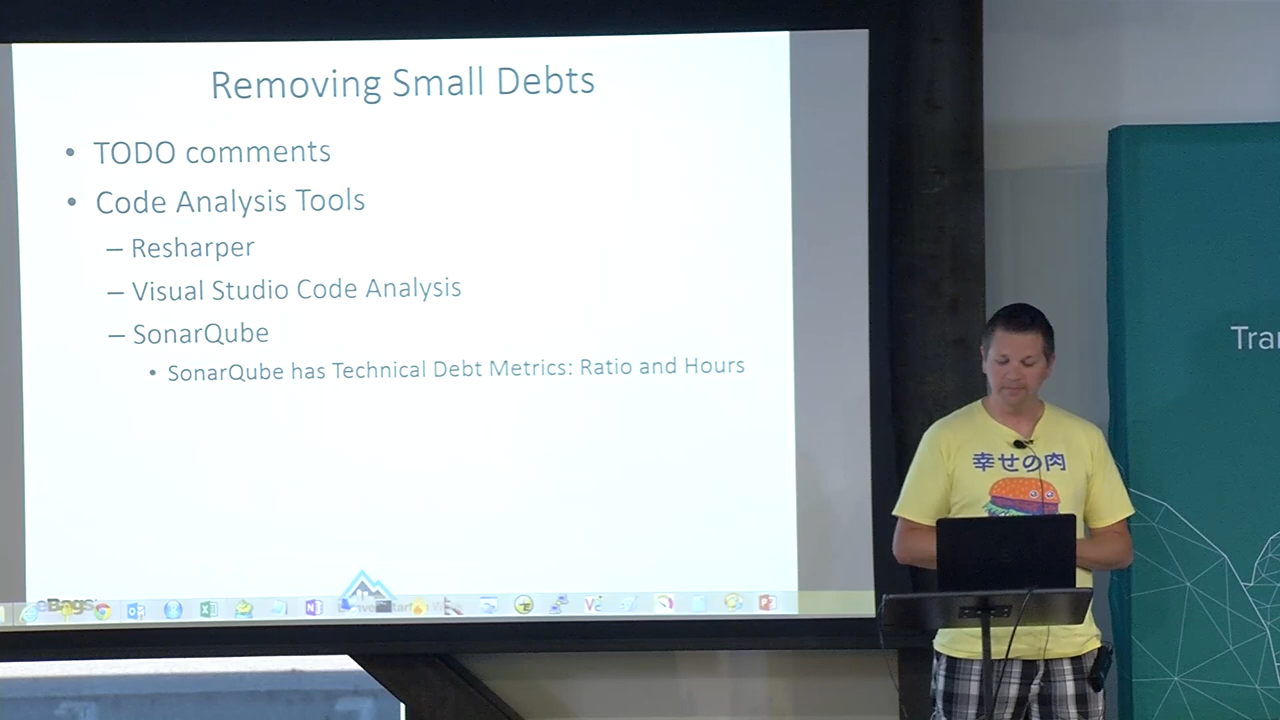 Removing Small Debts
• TODO comments
• Code Analysis Tools
– Resharper
– Visual Studio Code Analysis
– SonarQube
• SonarQube has Technical Debt Metrics: Ratio and Hours
eBags
幸せの肉